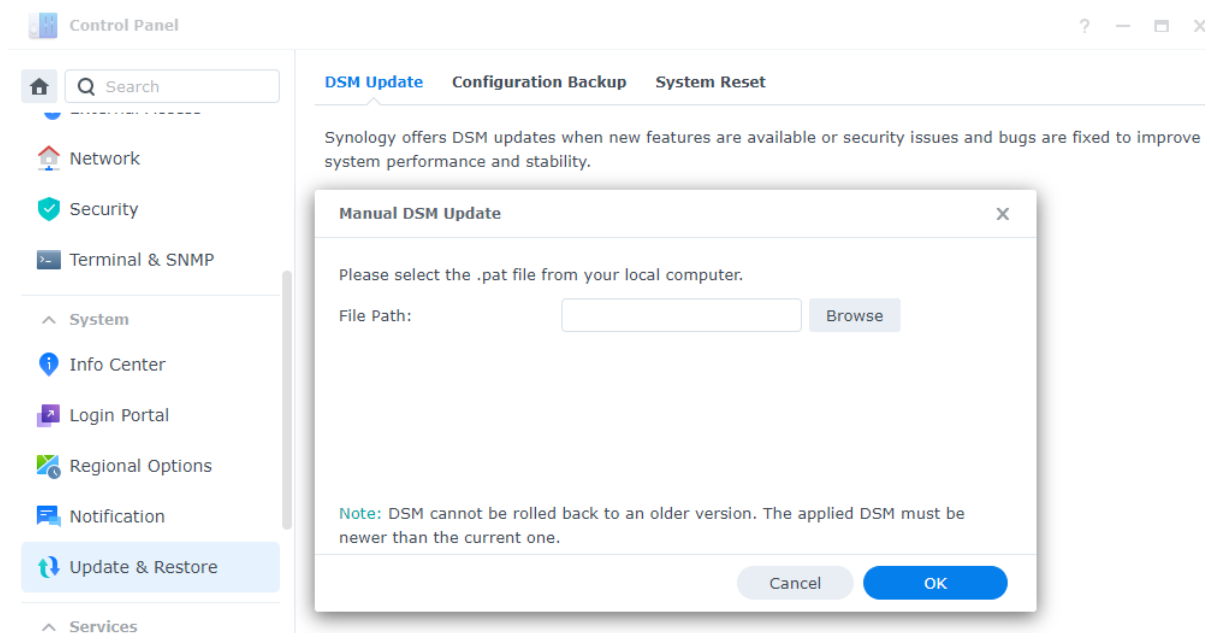 Control Panel
?
Search
DSM Update Configuration Backup System Reset
Network
Security
Terminal & SNMP
System
Info Center
Login Portal
Regional Options
Notification
Update & Restore
Services
Synology offers DSM updates when new features are available or security issues and bugs are fixed to improve
system performance and stability.
Manual DSM Update
Please select the .pat file from your local computer.
File Path: Browse
Note: DSM cannot be rolled back to an older version. The applied DSM must be
newer than the current one.
Cancel OK